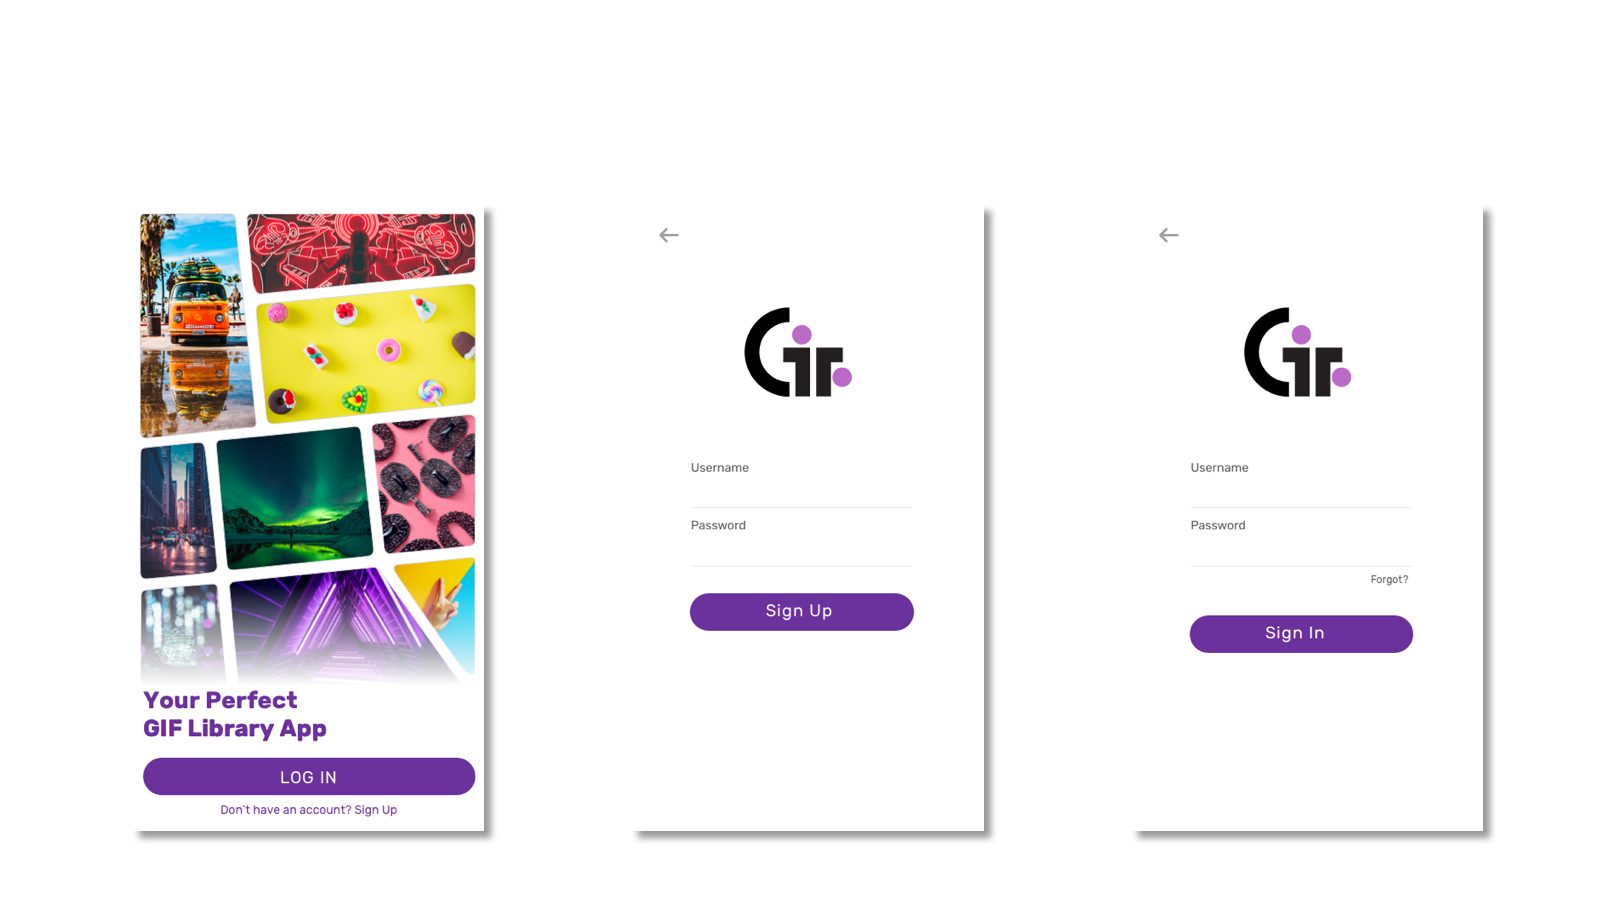 Your Perfect
GIF Library App
LOG IN
Don't have an account? Sign Up
Gif
Username
Password
Sign Up
Gif
Username
Password
Forgot?
Sign In